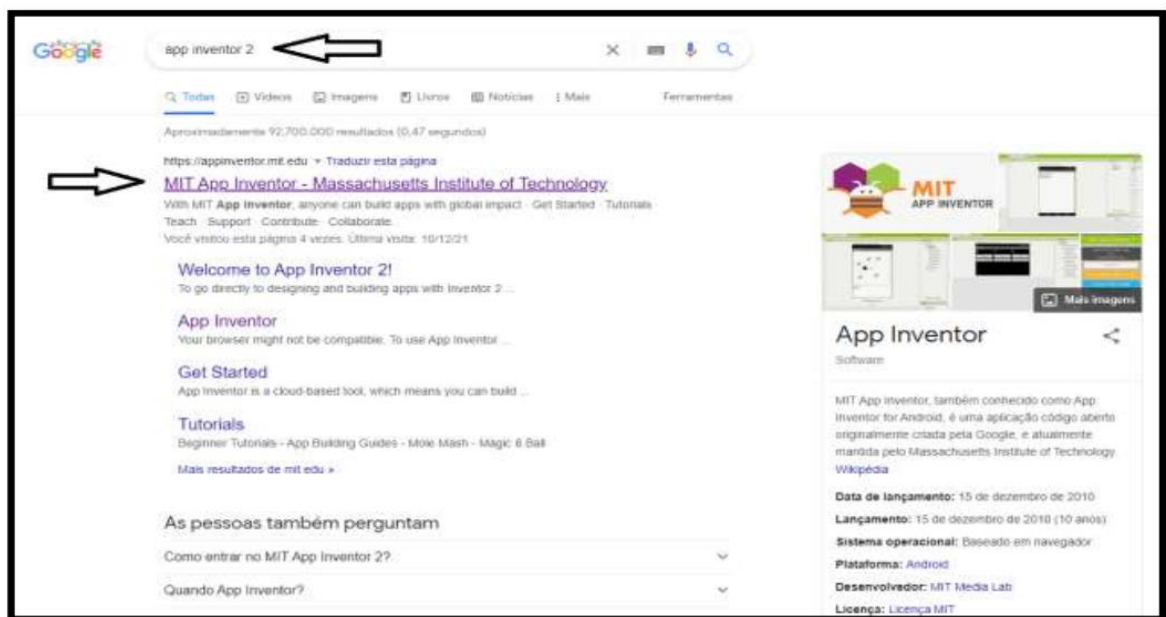 Google
app inventor 2
Todas Vídeos Imagens Livros Notícias Mais Ferramentas
Aproximadamente 92.700.000 resultados (0,47 segundos)
https://appinventor.mit.edu Traduzir esta página
MIT App Inventor - Massachusetts Institute of Technology
With MIT App Inventor, anyone can build apps with global impact · Get Started · Tutorials ·
Teach · Support · Contribute · Collaborate.
Você visitou esta página 4 vezes. Última visita: 10/12/21
Welcome to App Inventor 2!
To go directly to designing and building apps with Inventor 2 ...
App Inventor
Your browser might not be compatible. To use App Inventor ...
Get Started
App Inventor is a cloud-based tool, which means you can build ...
Tutorials
Beginner Tutorials - App Building Guides - Mole Mash - Magic 8 Ball
Mais resultados de mit.edu »
As pessoas também perguntam
Como entrar no MIT App Inventor 2?
Quando App Inventor?
MIT
APP INVENTOR
Mais imagens
App Inventor
Software
MIT App Inventor, também conhecido como App
Inventor for Android, é uma aplicação código aberto
originalmente criada pela Google, e atualmente
mantida pelo Massachusetts Institute of Technology.
Wikipédia
Data de lançamento: 15 de dezembro de 2010
Lançamento: 15 de dezembro de 2010 (10 anos)
Sistema operacional: Baseado em navegador
Plataforma: Android
Desenvolvedor: MIT Media Lab
Licença: Licença MIT